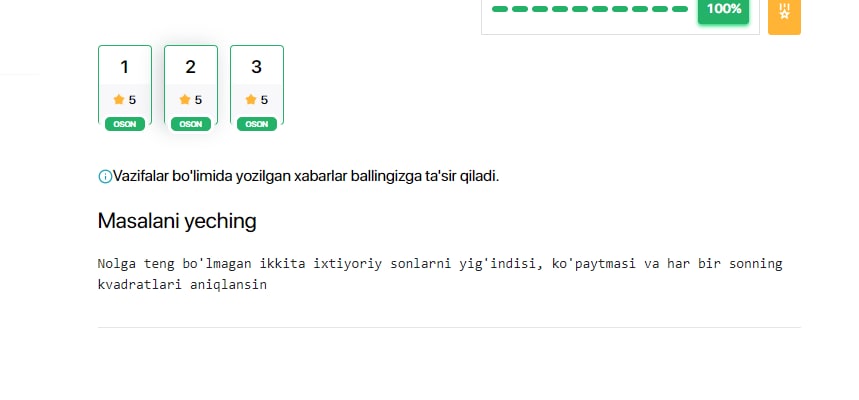 100%
1 2 3
5 5 5
OSON OSON OSON
Vazifalar bo'limida yozilgan xabarlar ballingizga ta'sir qiladi.
Masalani yeching
Nolga teng bo'lmagan ikkita ixtiyoriy sonlarni yig'indisi, ko'paytmasi va har bir sonning
kvadratlari aniqlansin